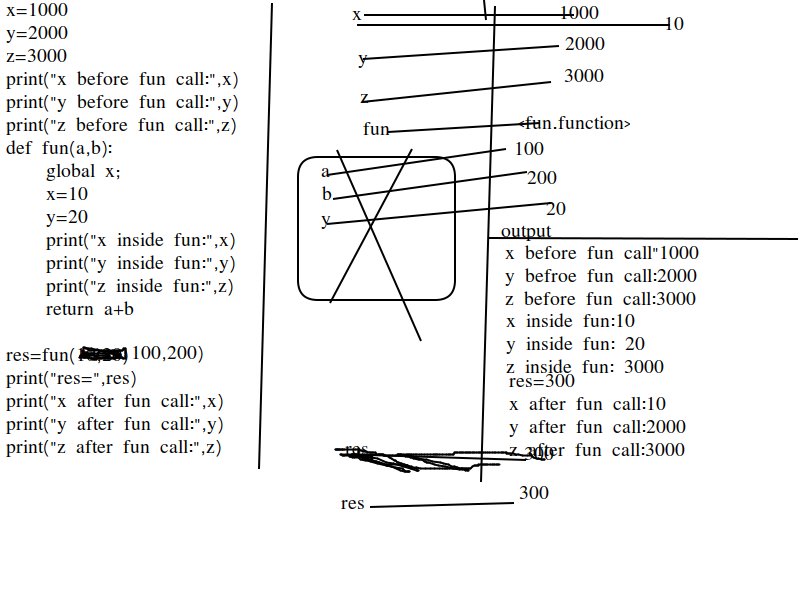 x=1000
y=2000
z=3000
print("x before fun call:",x)
print("y before fun call:",y)
print("z before fun call:",z)
def fun(a,b):
global x;
x=10
y=20
print("x inside fun:",x)
print("y inside fun:",y)
print("z inside fun:",z)
return a+b
res=fun( 100,200)
print("res=",res)
print("x after fun call:",x)
print("y after fun call:",y)
print("z after fun call:",z)
x 1000
10
y 2000
z 3000
fun <fun.function>
a 100
b 200
y 20
output
x before fun call"1000
y befroe fun call:2000
z before fun call:3000
x inside fun:10
y inside fun: 20
z inside fun: 3000
res=300
x after fun call:10
y after fun call:2000
z after fun call:3000
res 300
res 300